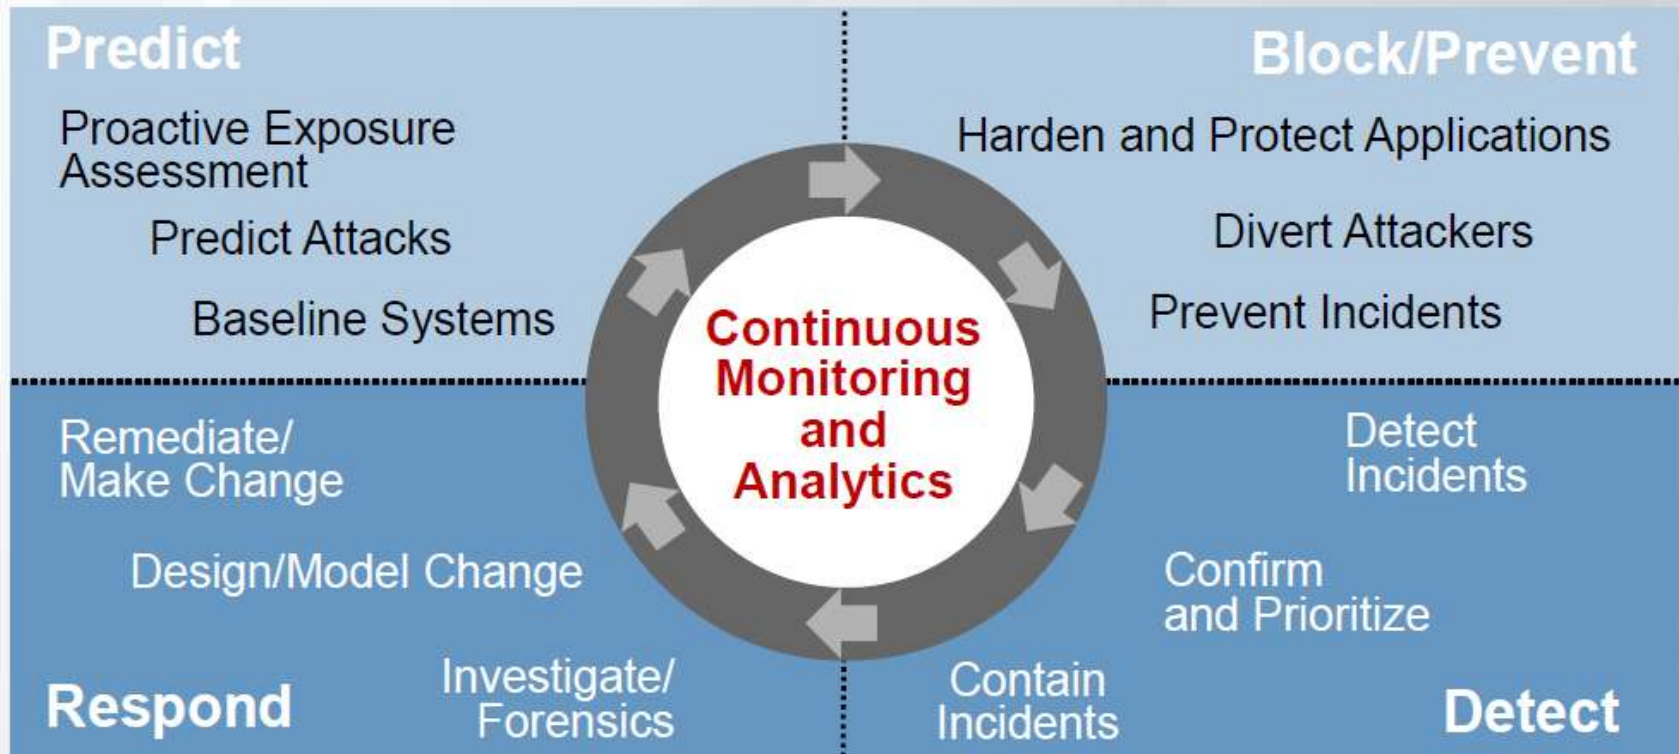 Predict
Proactive Exposure
Assessment
Predict Attacks
Baseline Systems
Block/Prevent
Harden and Protect Applications
Divert Attackers
Prevent Incidents
Continuous
Monitoring
and
Analytics
Remediate/
Make Change
Design/Model Change
Investigate/
Forensics
Respond
Detect
Incidents
Confirm
and Prioritize
Contain
Incidents
Detect